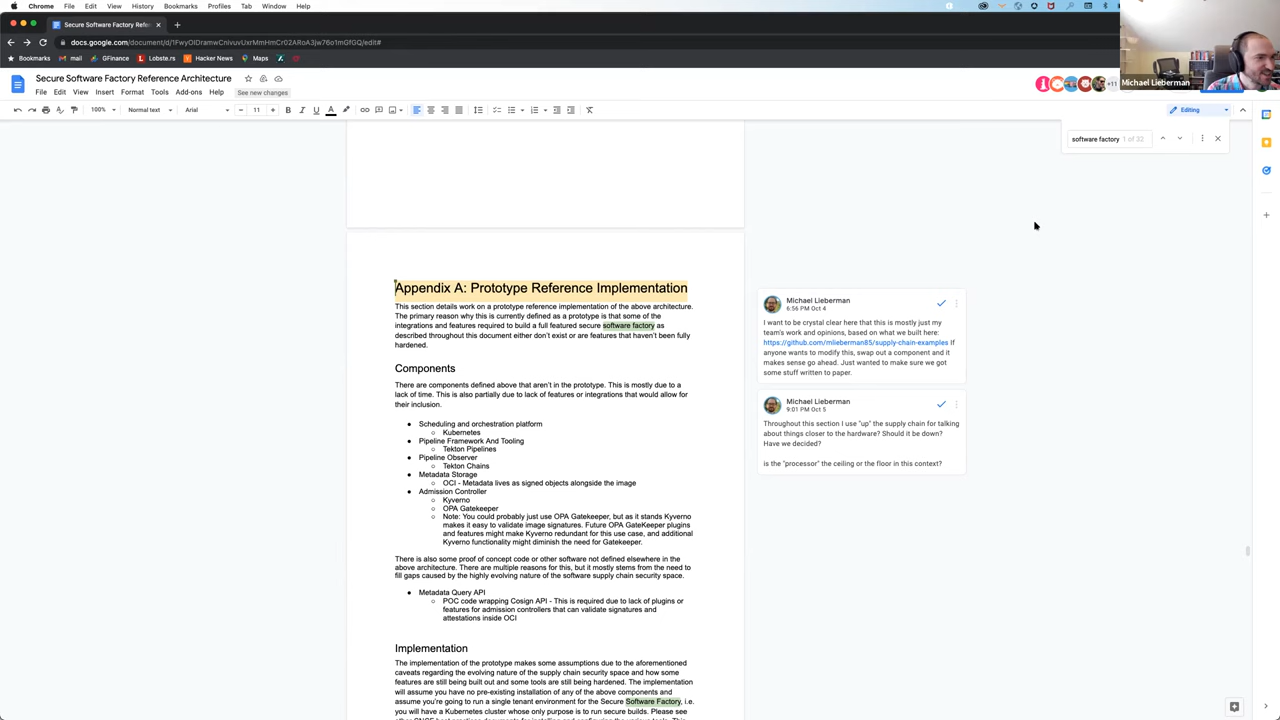 Chrome File Edit View History Bookmarks Profiles Tab Window Help
Secure Software Factory Refer
docs.google.com/document/d/1FwyOIDramwCnivuvUxrMmHmCr02ARoA3jw76o1mGfGQ/edit#
Bookmarks mail GFinance Lobste.rs Hacker News Maps
Michael Lieberman
Secure Software Factory Reference Architecture
+11
File Edit View Insert Format Tools Add-ons Help See new changes
100% Normal text Arial 11 Editing
software factory 1 of 32
Appendix A: Prototype Reference Implementation
This section details work on a prototype reference implementation of the above architecture.
The primary reason why this is currently defined as a prototype is that some of the
integrations and features required to build a full featured secure software factory as
described throughout this document either don't exist or are features that haven't been fully
hardened.
Components
There are components defined above that aren't in the prototype. This is mostly due to a
lack of time. This is also partially due to lack of features or integrations that would allow for
their inclusion.
● Scheduling and orchestration platform
○ Kubernetes
● Pipeline Framework And Tooling
○ Tekton Pipelines
● Pipeline Observer
○ Tekton Chains
● Metadata Storage
○ OCI - Metadata lives as signed objects alongside the image
● Admission Controller
○ Kyverno
○ OPA Gatekeeper
○ Note: You could probably just use OPA Gatekeeper, but as it stands Kyverno
makes it easy to validate image signatures. Future OPA GateKeeper plugins
and features might make Kyverno redundant for this use case, and additional
Kyverno functionality might diminish the need for Gatekeeper.
There is also some proof of concept code or other software not defined elsewhere in the
above architecture. There are multiple reasons for this, but it mostly stems from the need to
fill gaps caused by the highly evolving nature of the software supply chain security space.
● Metadata Query API
○ POC code wrapping Cosign API - This is required due to lack of plugins or
features for admission controllers that can validate signatures and
attestations inside OCI
Implementation
The implementation of the prototype makes some assumptions due to the aforementioned
caveats regarding the evolving nature of the supply chain security space and how some
features are still being built out and some tools are still being hardened. The implementation
will assume you have no pre-existing installation of any of the above components and
assume you're going to run a single tenant environment for the Secure Software Factory, i.e.
you will have a Kubernetes cluster whose only purpose is to run secure builds. Please see
Michael Lieberman
6:56 PM Oct 4
I want to be crystal clear here that this is mostly just my
team's work and opinions, based on what we built here:
https://github.com/mlieberman85/supply-chain-examples If
anyone wants to modify this, swap out a component and it
makes sense go ahead. Just wanted to make sure we got
some stuff written to paper.
Michael Lieberman
9:01 PM Oct 5
Throughout this section I use "up" the supply chain for talking
about things closer to the hardware? Should it be down?
Have we decided?
is the "processor" the ceiling or the floor in this context?